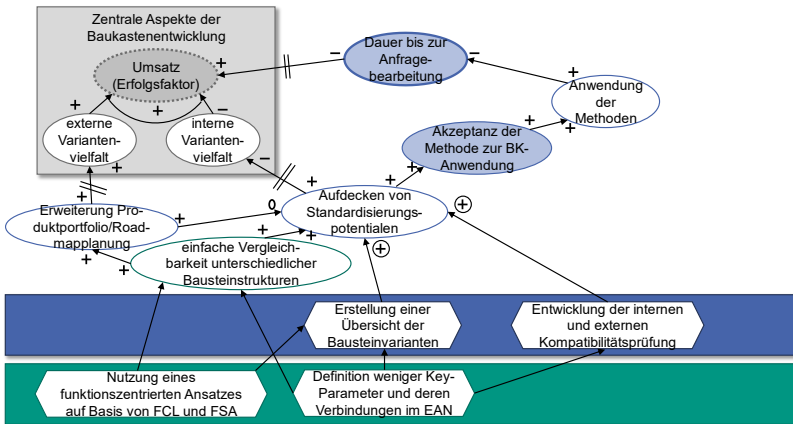 Zentrale Aspekte der
Baukastenentwicklung
Umsatz
(Erfolgsfaktor)
+
+
+
−
externe
Varianten-
vielfalt
+
interne
Varianten-
vielfalt
−
−
Dauer bis zur
Anfrage-
bearbeitung
−
+
Anwendung
der
Methoden
+
+
Akzeptanz der
Methode zur BK-
Anwendung
+
+
+
Aufdecken von
Standardisierungs-
potentialen
0
+
+
+
+
+
Erweiterung Pro-
duktportfolio/Road-
mapplanung
+
+
+
+
einfache Vergleich-
barkeit unterschiedlicher
Bausteinstrukturen
Erstellung einer
Übersicht der
Bausteinvarianten
Entwicklung der internen
und externen
Kompatibilitätsprüfung
Nutzung eines
funktionszentrierten Ansatzes
auf Basis von FCL und FSA
Definition weniger Key-
Parameter und deren
Verbindungen im EAN